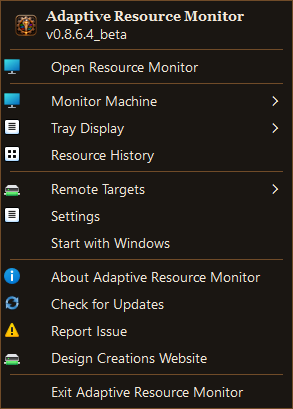 Adaptive Resource Monitor
v0.8.6.4_beta
Open Resource Monitor
Monitor Machine
Tray Display
Resource History
Remote Targets
Settings
Start with Windows
About Adaptive Resource Monitor
Check for Updates
Report Issue
Design Creations Website
Exit Adaptive Resource Monitor